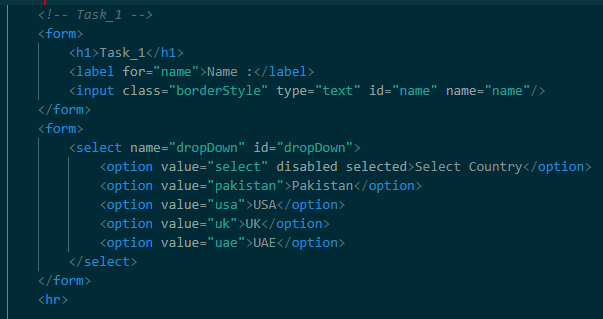 <!-- Task_1 -->
<form>
<h1>Task_1</h1>
<label for="name">Name :</label>
<input class="borderStyle" type="text" id="name" name="name"/>
</form>
<form>
<select name="dropDown" id="dropDown">
<option value="select" disabled selected>Select Country</option>
<option value="pakistan">Pakistan</option>
<option value="usa">USA</option>
<option value="uk">UK</option>
<option value="uae">UAE</option>
</select>
</form>
<hr>